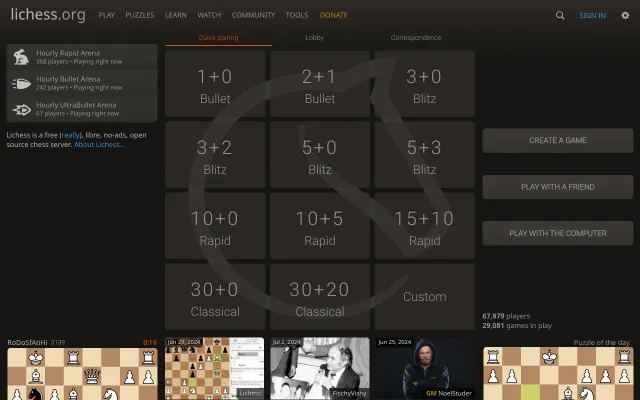 lichess.org PLAY PUZZLES LEARN WATCH COMMUNITY TOOLS DONATE SIGN IN
Quick pairing Lobby Correspondence
Hourly Rapid Arena
368 players • Playing right now
Hourly Bullet Arena
242 players • Playing right now
Hourly UltraBullet Arena
67 players • Playing right now
Lichess is a free (really), libre, no-ads, open
source chess server. About Lichess...
1+0
Bullet
2+1
Bullet
3+0
Blitz
3+2
Blitz
5+0
Blitz
5+3
Blitz
10+0
Rapid
10+5
Rapid
15+10
Rapid
30+0
Classical
30+20
Classical
Custom
CREATE A GAME
PLAY WITH A FRIEND
PLAY WITH THE COMPUTER
67,879 players
29,081 games in play
RoDoSfAtiHi 3139 0:19
Jun 29, 2024
Lichess
Jul 2, 2024
FischyVishy
Jun 25, 2024
GM NoelStuder
Puzzle of the day